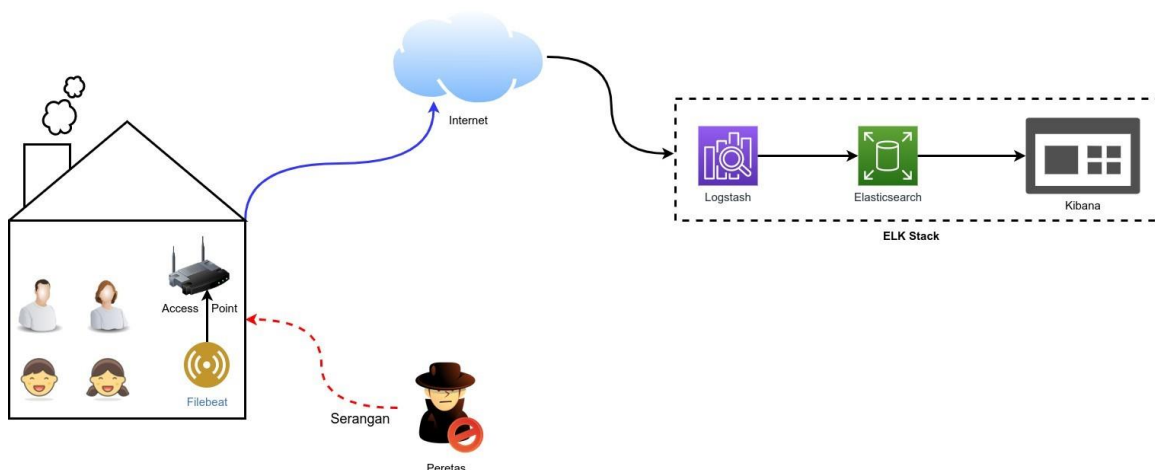 Internet
Logstash
Elasticsearch
Kibana
ELK Stack
Access Point
Filebeat
Serangan
Peretas